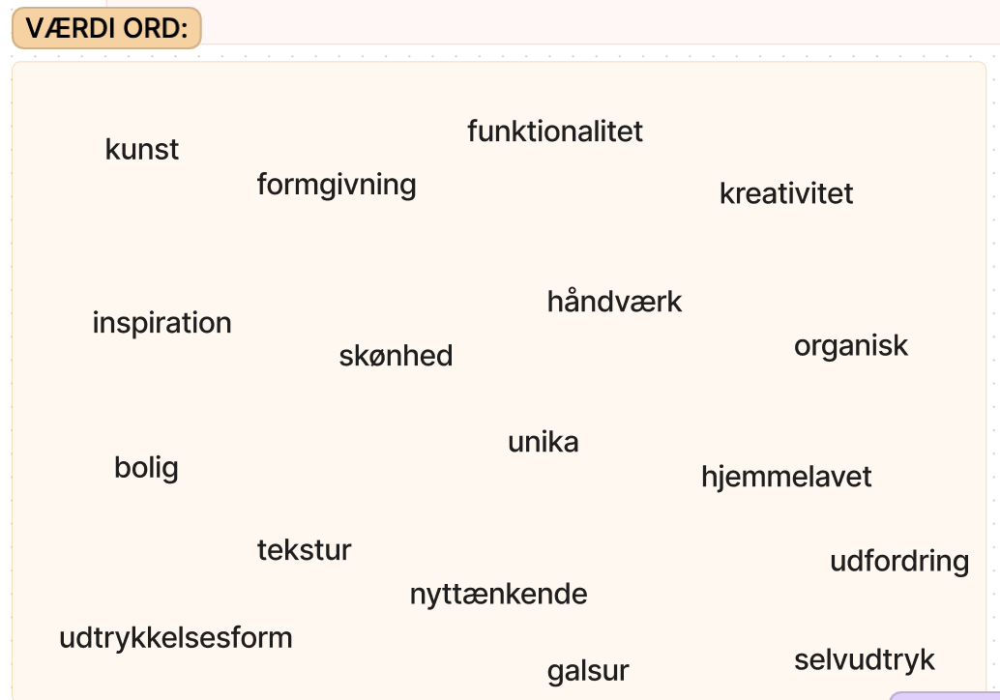 VÆRDI ORD:
funktionalitet
kunst
formgivning
kreativitet
håndværk
inspiration
organisk
skønhed
unika
bolig
hjemmelavet
tekstur
udfordring
nyttænkende
udtrykkelsesform
selvudtryk
galsur